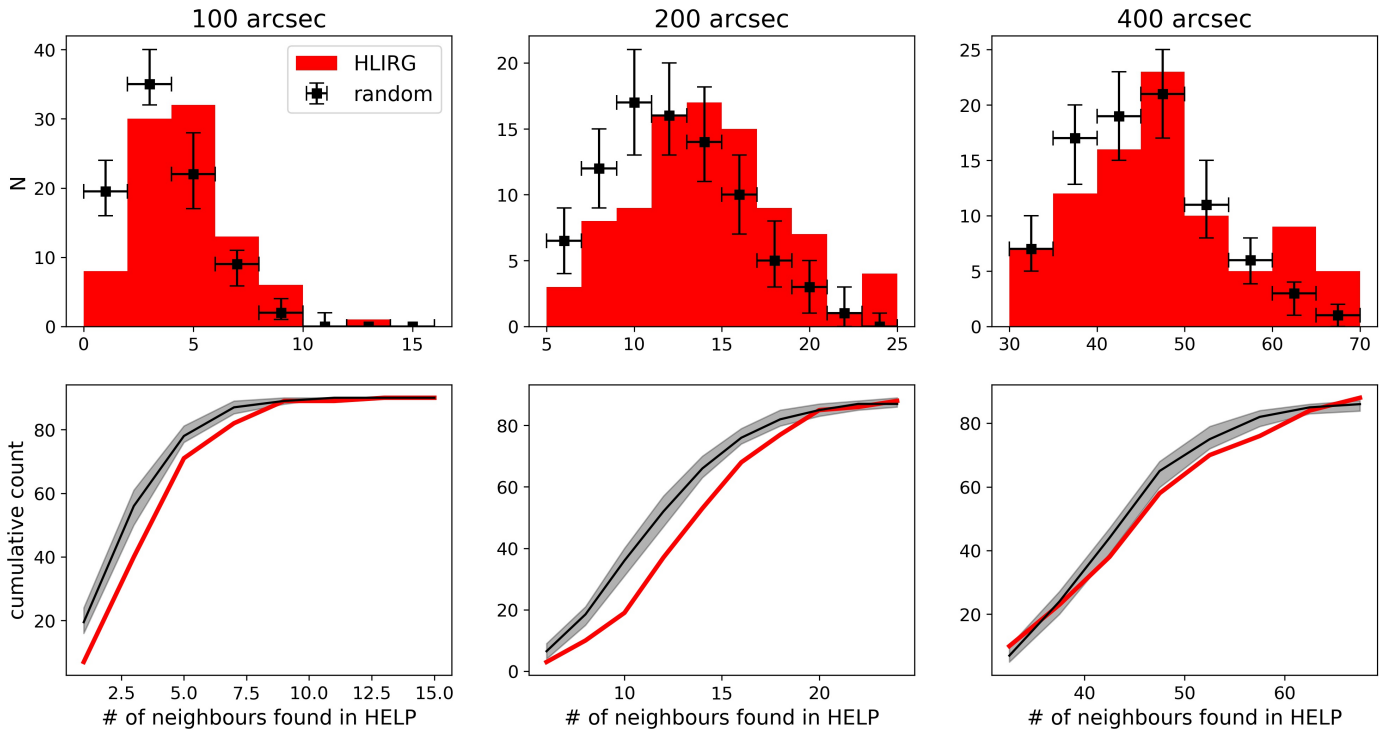 100 arcsec 200 arcsec 400 arcsec
N
40
30
20
10
0
0 5 10 15
HLIRG
random
20
15
10
5
0
5 10 15 20 25
25
20
15
10
5
0
30 40 50 60 70
cumulative count
80
60
40
20
2.5 5.0 7.5 10.0 12.5 15.0
# of neighbours found in HELP
80
60
40
20
0
10 15 20
# of neighbours found in HELP
80
60
40
20
40 50 60
# of neighbours found in HELP